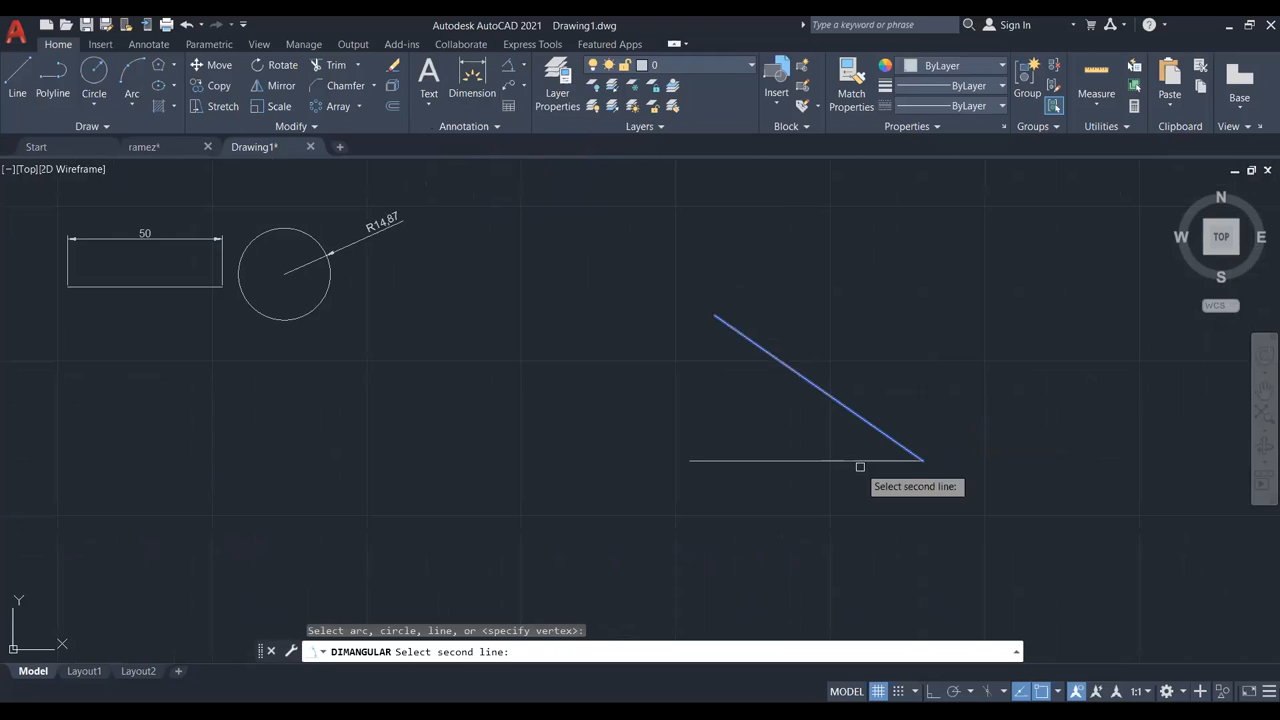 Autodesk AutoCAD 2021 Drawing1.dwg
Type a keyword or phrase
Sign In
Home Insert Annotate Parametric View Manage Output Add-ins Collaborate Express Tools Featured Apps
Line
Polyline
Circle
Arc
Move
Copy
Stretch
Rotate
Mirror
Scale
Trim
Chamfer
Array
Text
Dimension
Layer
Properties
0
Insert
Match
Properties
ByLayer
ByLayer
ByLayer
Group
Measure
Paste
Base
Draw
Modify
Annotation
Layers
Block
Properties
Groups
Utilities
Clipboard
View
Start
ramez*
Drawing1*
[−][Top][2D Wireframe]
N
W
TOP
E
S
WCS
50
R14,87
Select second line:
Y
X
Select arc, circle, line, or <specify vertex>:
DIMANGULAR Select second line:
Model
Layout1
Layout2
MODEL
1:1